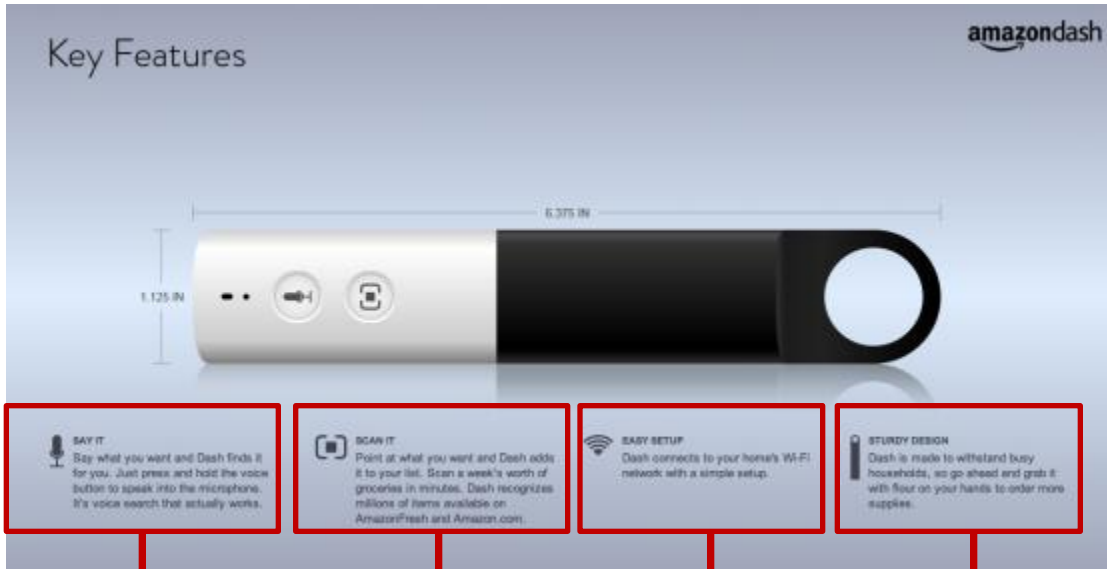 Key Features
amazondash
6.375 IN
1.125 IN
SAY IT
Say what you want and Dash finds it
for you. Just press and hold the voice
button to speak into the microphone.
It's voice search that actually works.
SCAN IT
Point at what you want and Dash adds
it to your list. Scan a week's worth of
groceries in minutes. Dash recognizes
millions of items available on
AmazonFresh and Amazon.com.
EASY SETUP
Dash connects to your home's Wi-Fi
network with a simple setup.
STURDY DESIGN
Dash is made to withstand busy
households, so go ahead and grab it
with flour on your hands to order more
supplies.